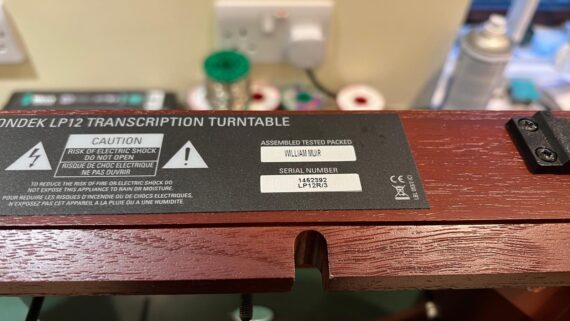 ONDEK LP12 TRANSCRIPTION TURNTABLE
CAUTION
RISK OF ELECTRIC SHOCK
DO NOT OPEN
RISQUE DE CHOC ELECTRIQUE
NE PAS OUVRIR
TO REDUCE THE RISK OF FIRE OR ELECTRIC SHOCK DO
NOT EXPOSE THIS APPLIANCE TO RAIN OR MOISTURE.
POUR REDUIRE LES RISQUES D'INCENDIE OU DE CHOCS ELECTRIQUES,
N'EXPOSEZ PAS CET APPAREIL A LA PLUIE OU A UNE HUMIDITE.
ASSEMBLED TESTED PACKED
WILLIAM MUIR
SERIAL NUMBER
1452392
LP12R/3
CE